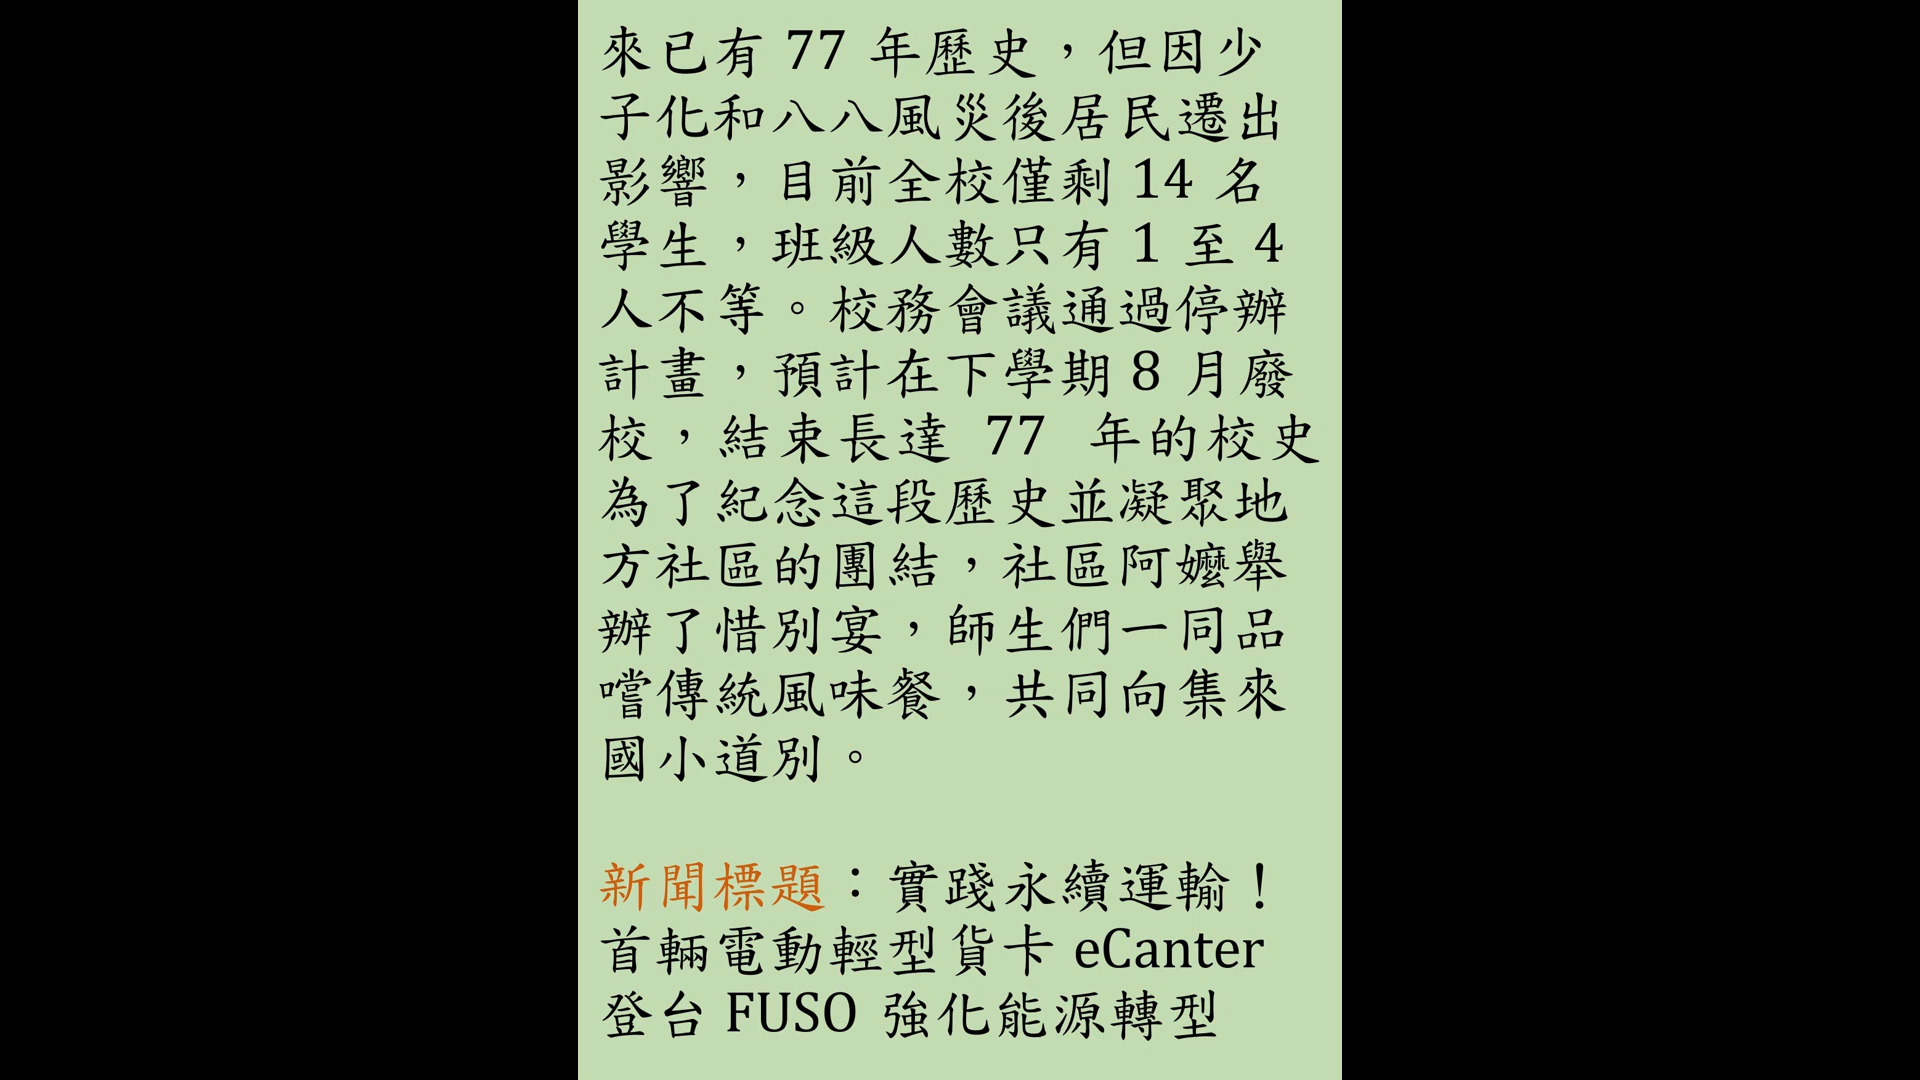 來已有 77 年歷史，但因少
子化和八八風災後居民遷出
影響，目前全校僅剩 14 名
學生，班級人數只有 1 至 4
人不等。校務會議通過停辦
計畫，預計在下學期 8 月廢
校，結束長達 77 年的校史
為了紀念這段歷史並凝聚地
方社區的團結，社區阿嬤舉
辦了惜別宴，師生們一同品
嚐傳統風味餐，共同向集來
國小道別。
新聞標題：實踐永續運輸！
首輛電動輕型貨卡 eCanter
登台 FUSO 強化能源轉型